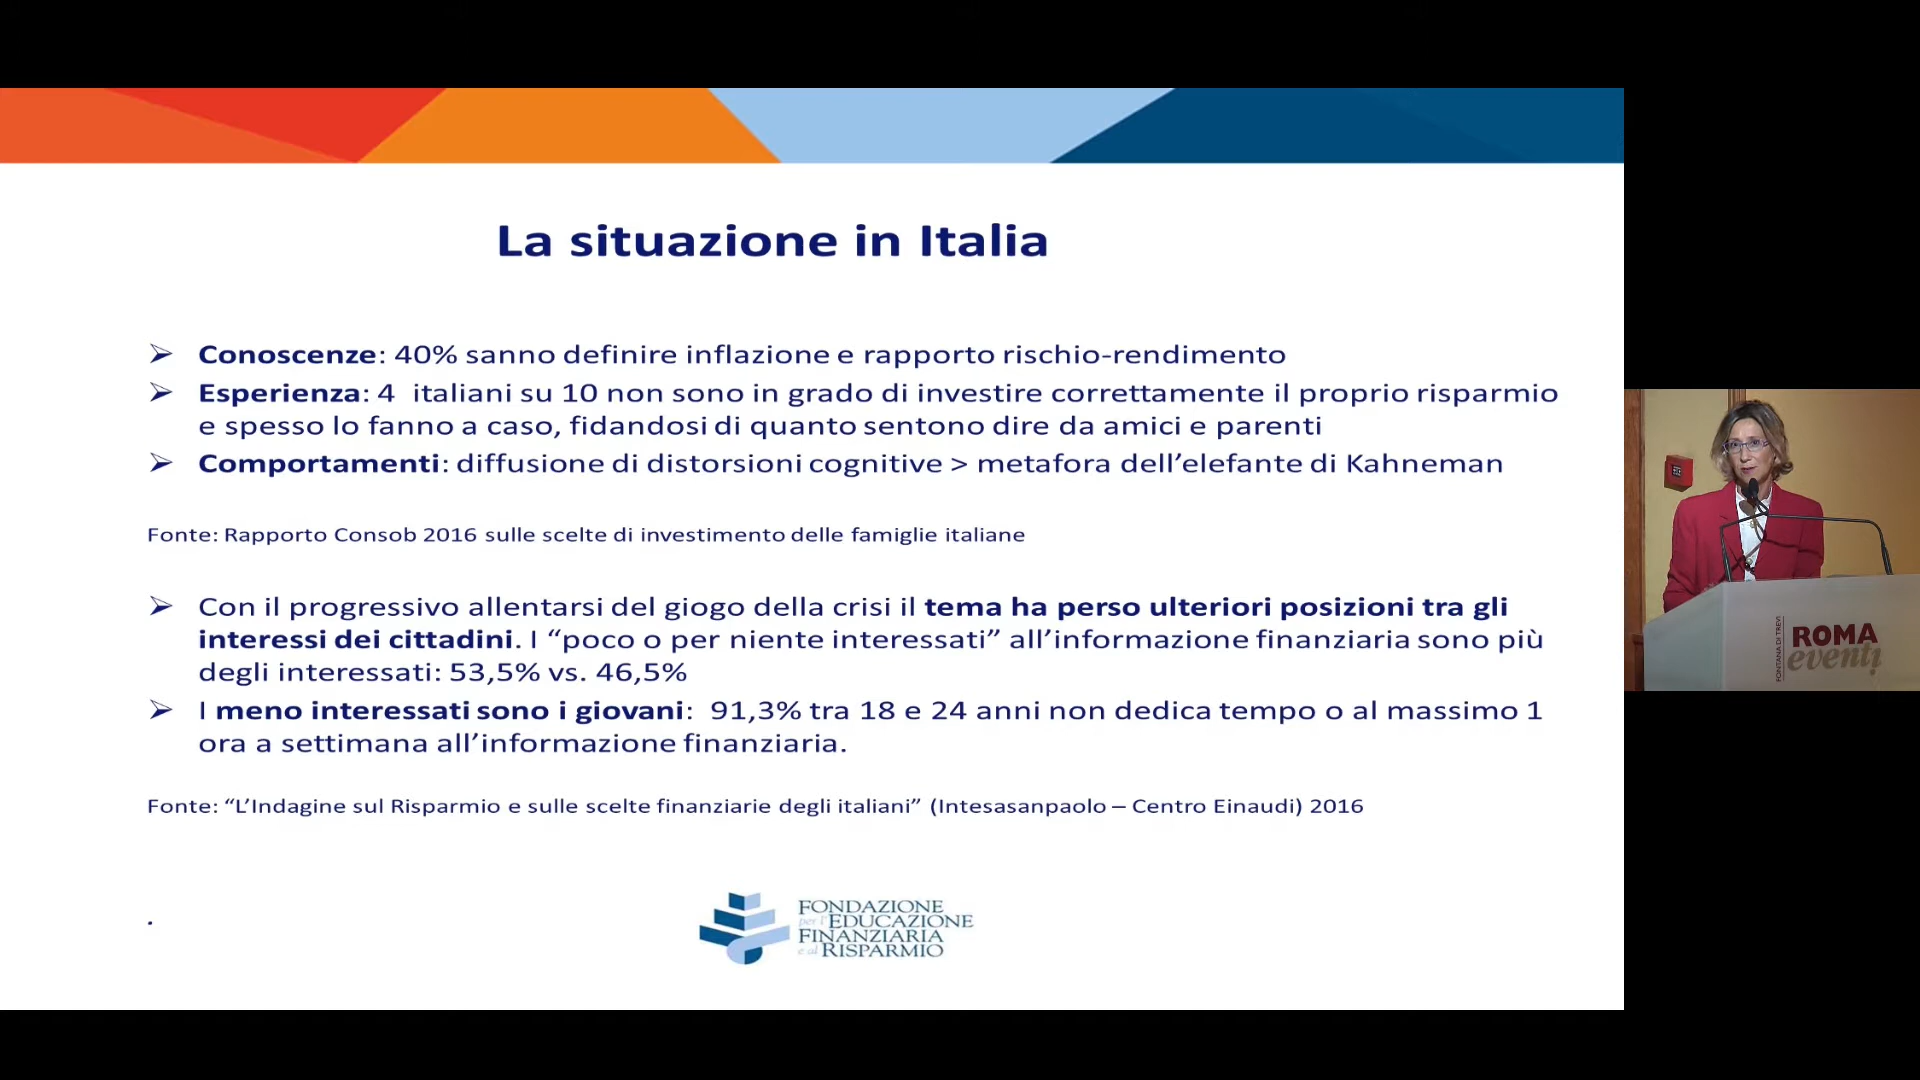 La situazione in Italia
➢ Conoscenze: 40% sanno definire inflazione e rapporto rischio-rendimento
➢ Esperienza: 4  italiani su 10 non sono in grado di investire correttamente il proprio risparmio
e spesso lo fanno a caso, fidandosi di quanto sentono dire da amici e parenti
➢ Comportamenti: diffusione di distorsioni cognitive > metafora dell’elefante di Kahneman
Fonte: Rapporto Consob 2016 sulle scelte di investimento delle famiglie italiane
➢ Con il progressivo allentarsi del giogo della crisi il tema ha perso ulteriori posizioni tra gli
interessi dei cittadini. I “poco o per niente interessati” all’informazione finanziaria sono più
degli interessati: 53,5% vs. 46,5%
➢ I meno interessati sono i giovani:  91,3% tra 18 e 24 anni non dedica tempo o al massimo 1
ora a settimana all’informazione finanziaria.
Fonte: “L’Indagine sul Risparmio e sulle scelte finanziarie degli italiani” (Intesasanpaolo – Centro Einaudi) 2016
.
FONDAZIONE
per l'EDUCAZIONE
FINANZIARIA
e al RISPARMIO
FONTANA DI TREVI
ROMA
eventi